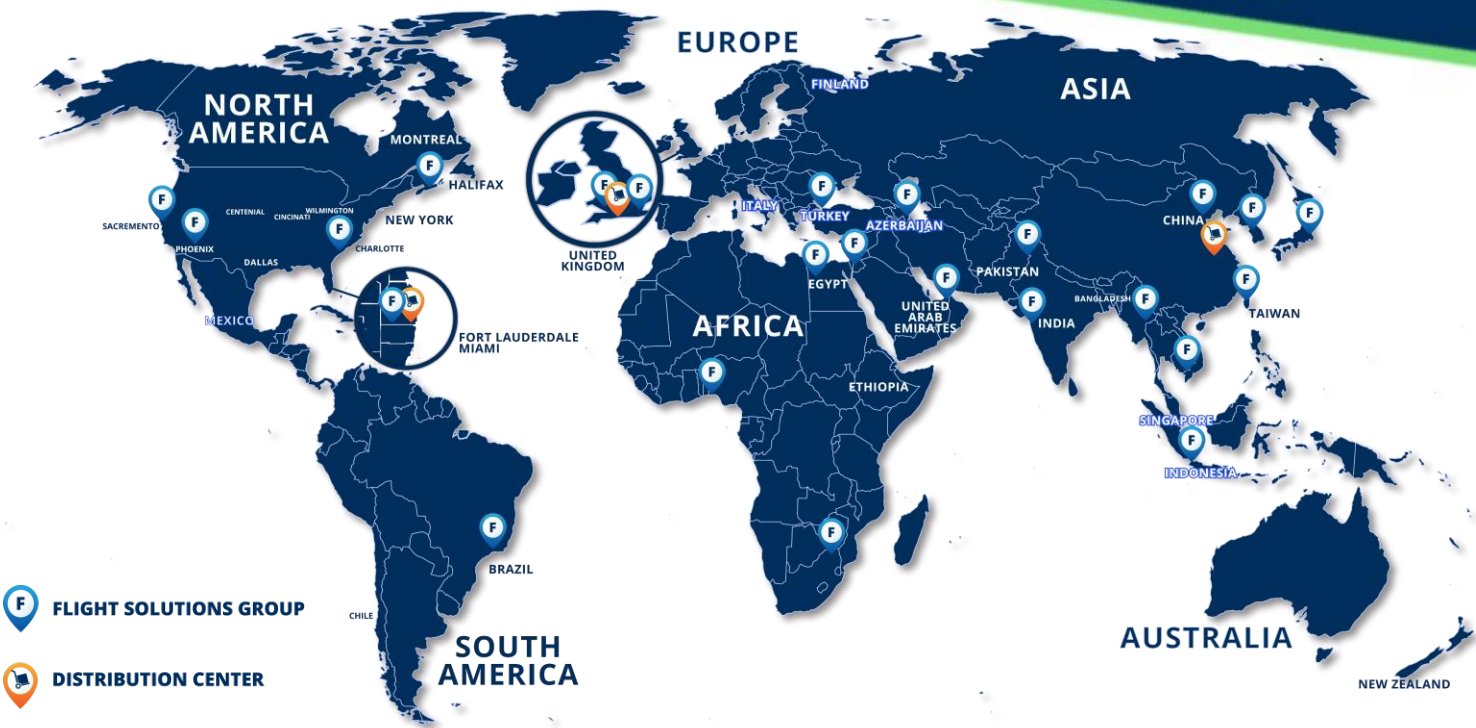 EUROPE
FINLAND
ASIA
NORTH
AMERICA
MONTREAL
F
HALIFAX
F
F
F
F
F
F
F
F
SACREMENTO
F
PHOENIX
CENTENIAL
CINCINATI
WILMINGTON
NEW YORK
F
CHARLOTTE
DALLAS
ITALY
TURKEY
AZERBAIJAN
CHINA
F
UNITED
KINGDOM
F
F
EGYPT
F
PAKISTAN
F
UNITED
ARAB
EMIRATES
F
INDIA
BANGLADESH
F
F
TAIWAN
MEXICO
F
FORT LAUDERDALE
MIAMI
AFRICA
F
ETHIOPIA
F
SINGAPORE
F
INDONESIA
F
F
BRAZIL
F
FLIGHT SOLUTIONS GROUP
CHILE
SOUTH
AMERICA
AUSTRALIA
DISTRIBUTION CENTER
NEW ZEALAND